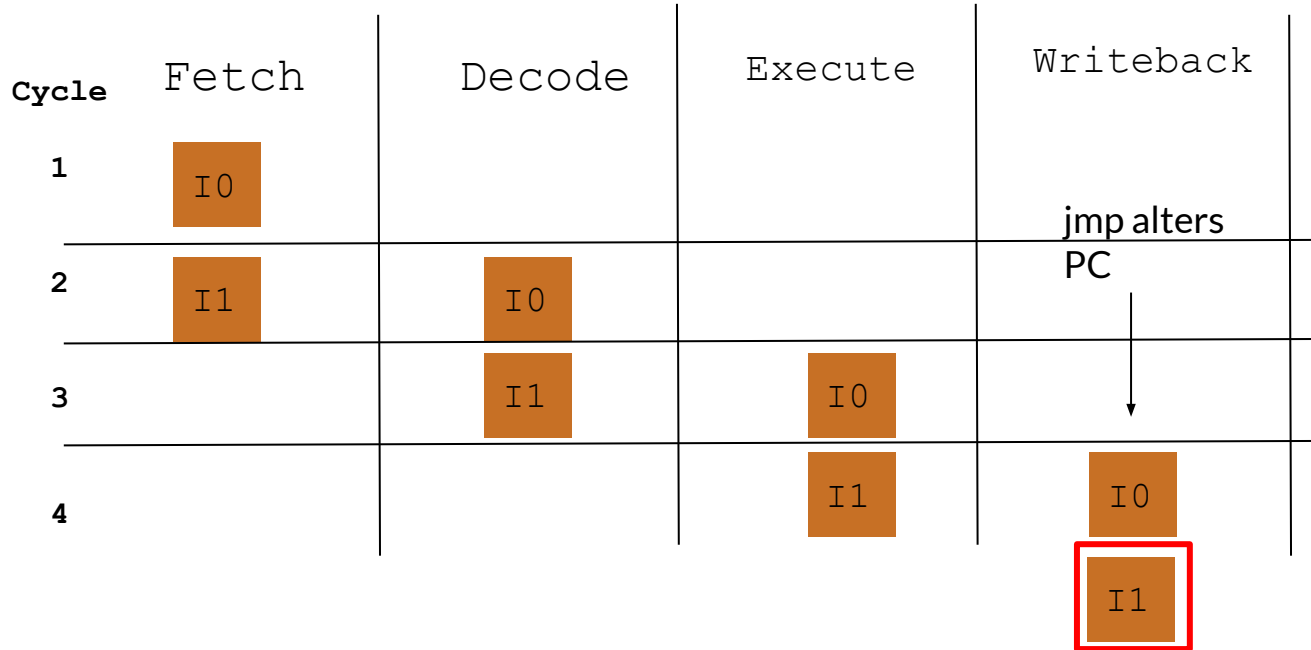 Cycle Fetch Decode Execute Writeback
1 I0
jmp alters
PC
2 I1 I0
3 I1 I0
4 I1 I0
I1